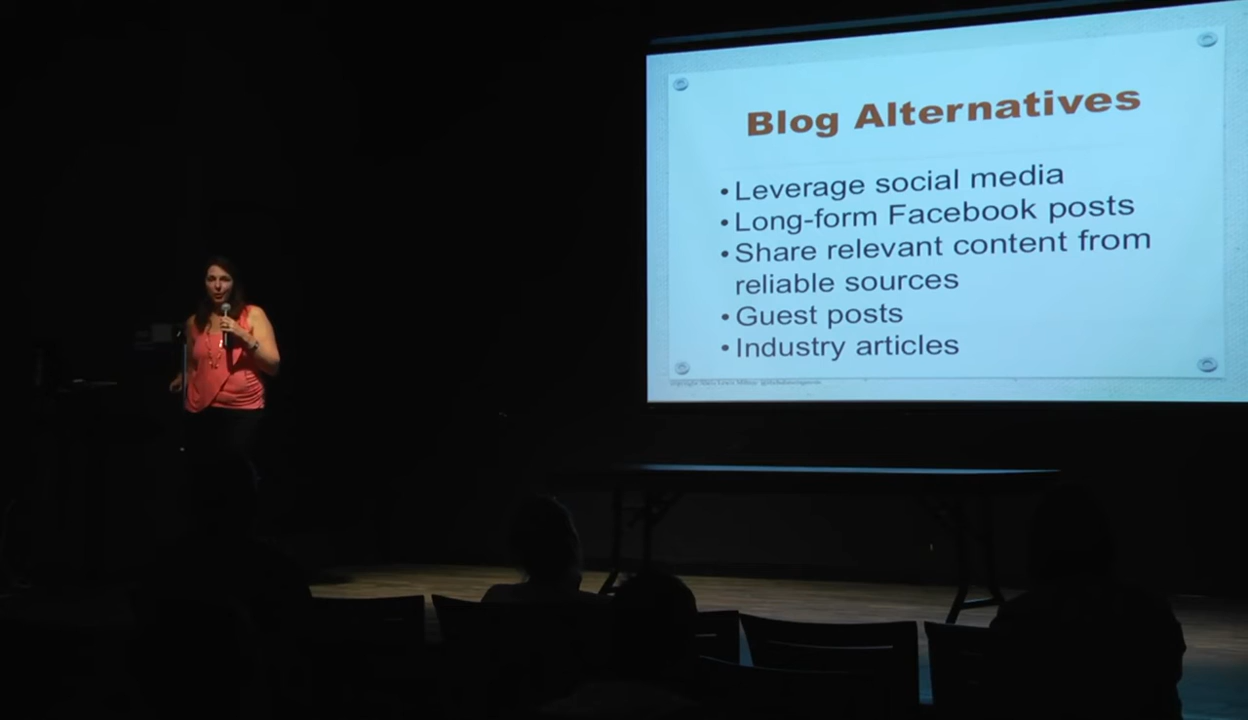 Blog Alternatives
• Leverage social media
• Long-form Facebook posts
• Share relevant content from
reliable sources
• Guest posts
• Industry articles